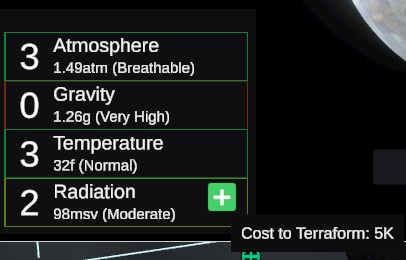 3
Atmosphere
1.49atm (Breathable)
0
Gravity
1.26g (Very High)
3
Temperature
32f (Normal)
2
Radiation
98msv (Moderate)
Cost to Terraform: 5K